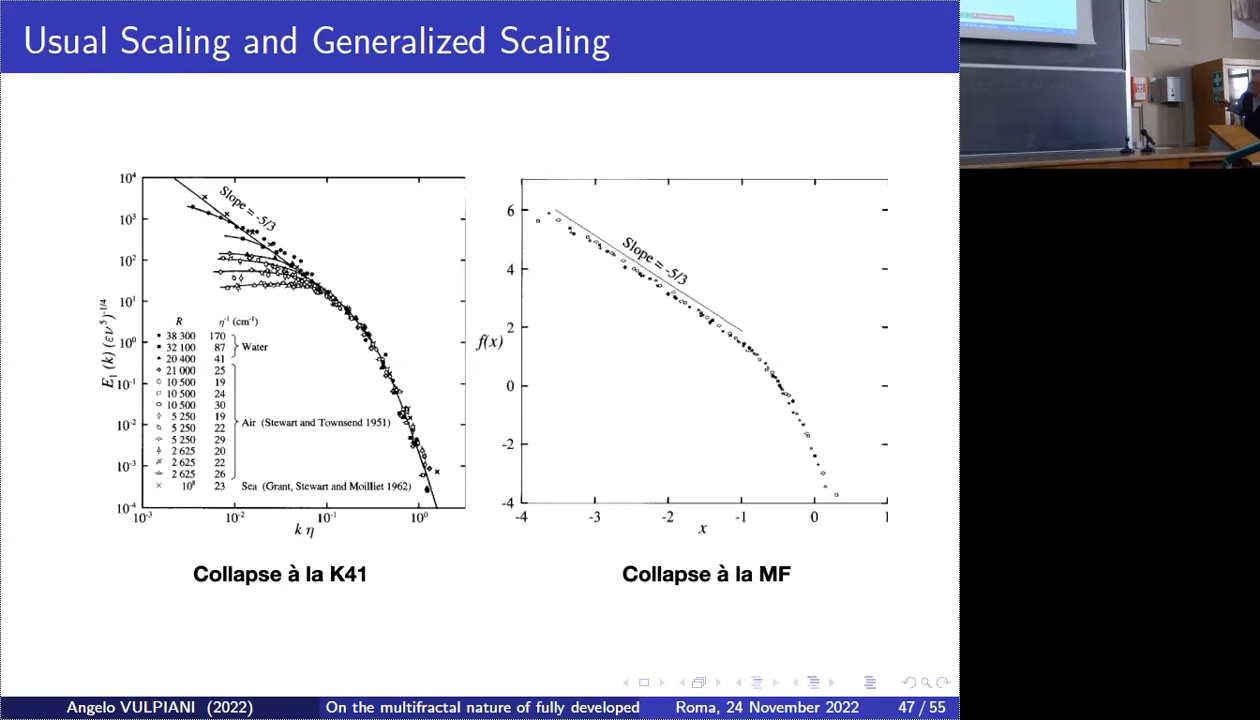 Usual Scaling and Generalized Scaling
10⁴
10³
10²
10¹
10⁰
10⁻¹
10⁻²
10⁻³
10⁻⁴
E₁(k) (εν⁵)⁻¹/⁴
Slope = -5/3
R η⁻¹ (cm⁻¹)
38 300 170
32 100 87
20 400 41
Water
21 000 25
10 500 19
10 500 24
10 500 30
5 250 19
5 250 22
5 250 29
2 625 20
2 625 22
2 625 26
Air (Stewart and Townsend 1951)
10⁸ 23 Sea (Grant, Stewart and Moilliet 1962)
10⁻³ 10⁻² 10⁻¹ 10⁰
k η
Collapse à la K41
6
4
2
0
-2
-4
f(x)
Slope = -5/3
-4 -3 -2 -1 0 1
x
Collapse à la MF
Angelo VULPIANI (2022) On the multifractal nature of fully developed Roma, 24 November 2022 47 / 55